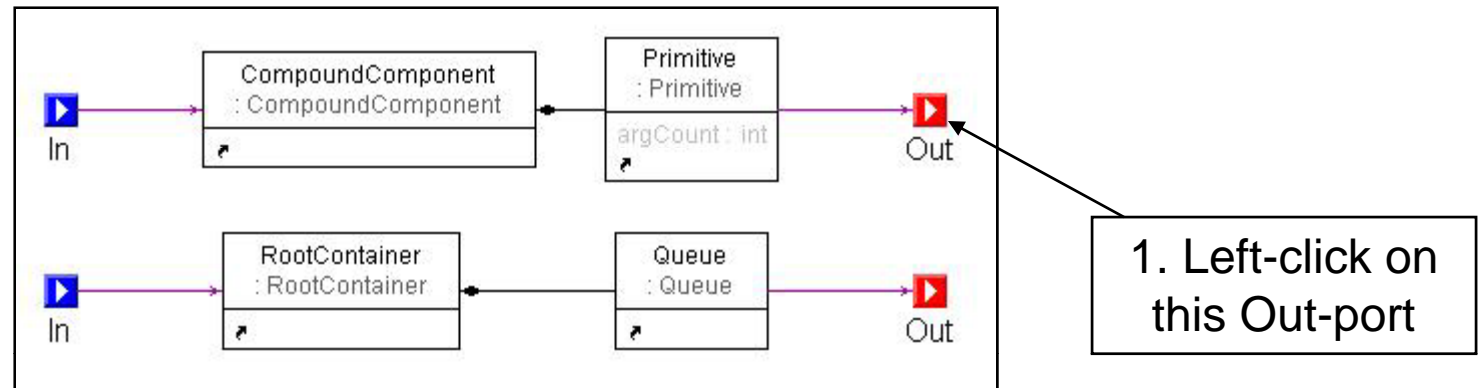 CompoundComponent
: CompoundComponent
In
Primitive
: Primitive
argCount : int
Out
RootContainer
: RootContainer
In
Queue
: Queue
Out
1. Left-click on
this Out-port